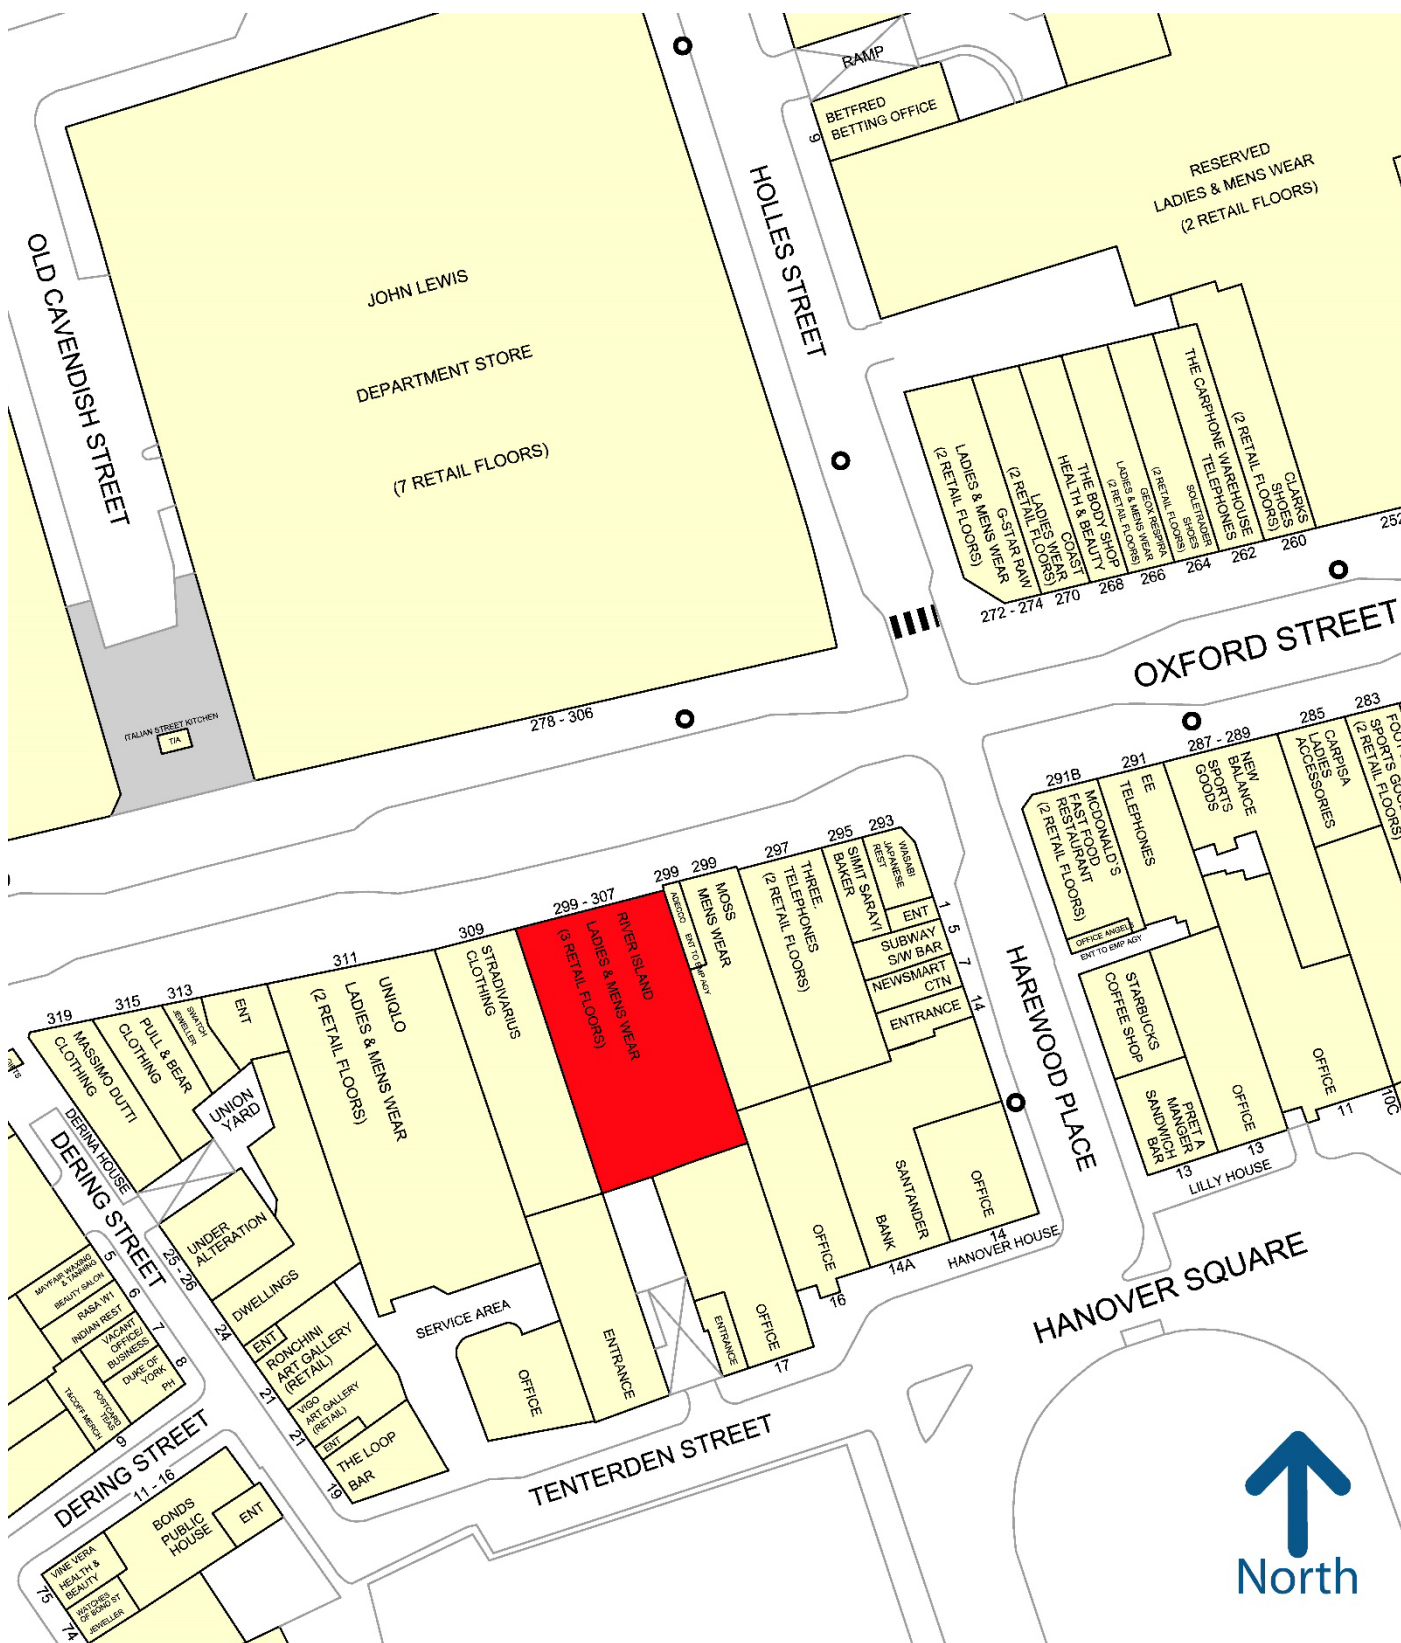 RAMP
BETFRED
BETTING OFFICE
9
RESERVED
LADIES & MENS WEAR
(2 RETAIL FLOORS)
HOLLES STREET
OLD CAVENDISH STREET
JOHN LEWIS
DEPARTMENT STORE
(7 RETAIL FLOORS)
278 - 306
ITALIAN STREET KITCHEN
T/A
G-STAR RAW
LADIES & MENS WEAR
(2 RETAIL FLOORS)
272 - 274
COAST
LADIES WEAR
(2 RETAIL FLOORS)
270
THE BODY SHOP
HEALTH & BEAUTY
268
GEOX RESPIRA
LADIES & MENS WEAR
(2 RETAIL FLOORS)
266
SOLETRADER
SHOES
(2 RETAIL FLOORS)
264
THE CARPHONE WAREHOUSE
TELEPHONES
262
CLARKS
SHOES
(2 RETAIL FLOORS)
260
252
OXFORD STREET
291B
MCDONALD`S
FAST FOOD
RESTAURANT
(2 RETAIL FLOORS)
291
EE
TELEPHONES
287 - 289
NEW
BALANCE
SPORTS
GOODS
285
CARPISA
LADIES
ACCESSORIES
283
SPORTS GOO
(2 RETAIL FLOORS)
OFFICE ANGELS
ENT TO EMP AGY
STARBUCKS
COFFEE SHOP
PRET A
MANGER
SANDWICH
BAR
13
OFFICE
13
LILLY HOUSE
OFFICE
11
10C
HAREWOOD PLACE
293
WASABI
JAPANESE
REST
295
SIMIT SARAYI
BAKER
297
THREE.
TELEPHONES
(2 RETAIL FLOORS)
299
MOSS
MENS WEAR
299
ADECCO
ENT TO EMP AGY
299 - 307
RIVER ISLAND
LADIES & MENS WEAR
(3 RETAIL FLOORS)
309
STRADIVARIUS
CLOTHING
311
UNIQLO
LADIES & MENS WEAR
(2 RETAIL FLOORS)
ENT
313
SWATCH
JEWELLER
315
PULL & BEAR
CLOTHING
319
MASSIMO DUTTI
CLOTHING
1
ENT
5
SUBWAY
S/W BAR
7
NEWSMART
CTN
14
ENTRANCE
UNION
YARD
DERINA HOUSE
DERING STREET
UNDER
ALTERATION
25 - 26
DWELLINGS
24
ENT
RONCHINI
ART GALLERY
(RETAIL)
21
VIGO
ART GALLERY
(RETAIL)
21
ENT
THE LOOP
BAR
19
SERVICE AREA
OFFICE
ENTRANCE
ENTRANCE
OFFICE
17
OFFICE
16
SANTANDER
BANK
14A
OFFICE
14
HANOVER HOUSE
HANOVER SQUARE
TENTERDEN STREET
MAYFAIR WAXING
& TANNING
BEAUTY SALON
5
RASA W1
INDIAN REST
6
VACANT
OFFICE/
BUSINESS
7
DUKE OF
YORK
PH
8
POSTCARD
TEAS
T&COFF MERCH
9
DERING STREET
11 - 16
BONDS
PUBLIC
HOUSE
ENT
VINE VERA
HEALTH &
BEAUTY
75
WATCHES
OF BOND ST
JEWELLER
74
North